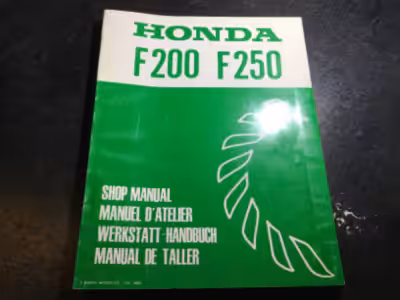 HONDA
F200 F250
SHOP MANUAL
MANUEL D'ATELIER
WERKSTATT-HANDBUCH
MANUAL DE TALLER